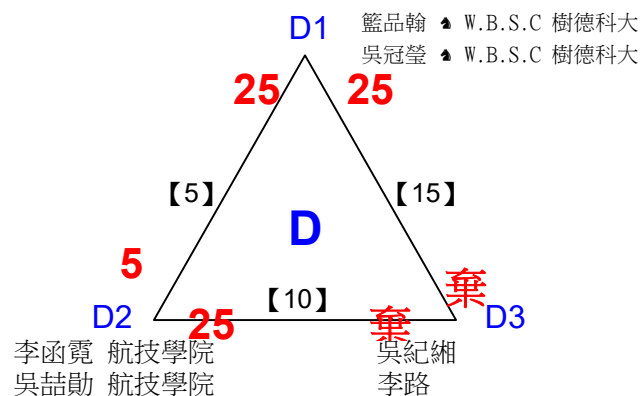 D1
籃品翰 ♞ W.B.S.C 樹德科大
吳冠瑩 ♞ W.B.S.C 樹德科大
25 25
【5】 【15】
D
5
棄
【10】
D2 25 棄 D3
李函霓 航技學院 吳紀緗
吳喆勛 航技學院 李路